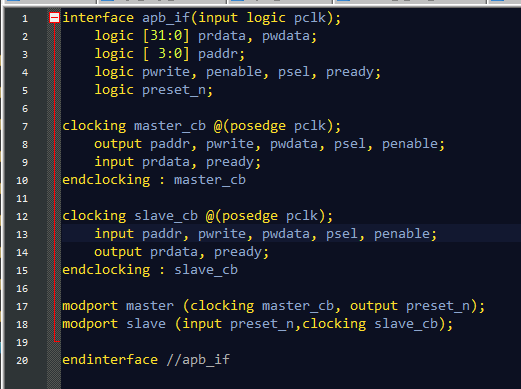 1 interface apb_if(input logic pclk);
2 logic [31:0] prdata, pwdata;
3 logic [ 3:0] paddr;
4 logic pwrite, penable, psel, pready;
5 logic preset_n;
6
7 clocking master_cb @(posedge pclk);
8 output paddr, pwrite, pwdata, psel, penable;
9 input prdata, pready;
10 endclocking : master_cb
11
12 clocking slave_cb @(posedge pclk);
13 input paddr, pwrite, pwdata, psel, penable;
14 output prdata, pready;
15 endclocking : slave_cb
16
17 modport master (clocking master_cb, output preset_n);
18 modport slave (input preset_n,clocking slave_cb);
19
20 endinterface //apb_if